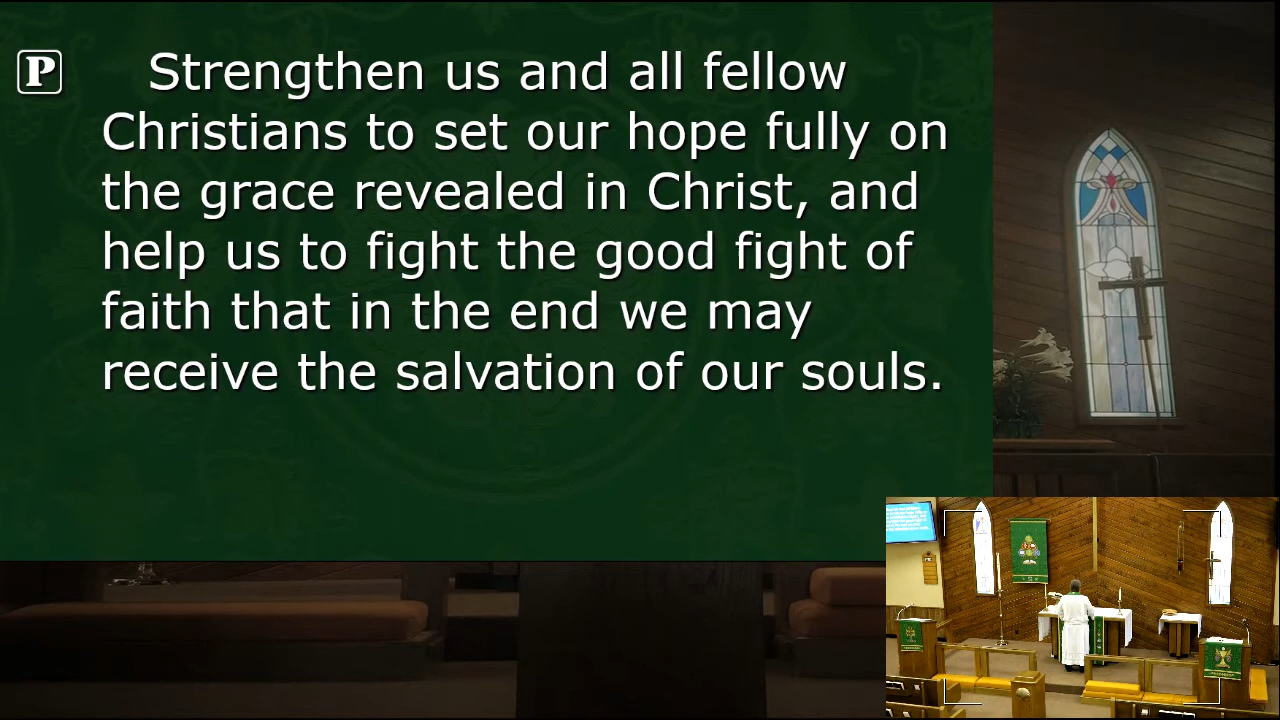 P Strengthen us and all fellow
Christians to set our hope fully on
the grace revealed in Christ, and
help us to fight the good fight of
faith that in the end we may
receive the salvation of our souls.